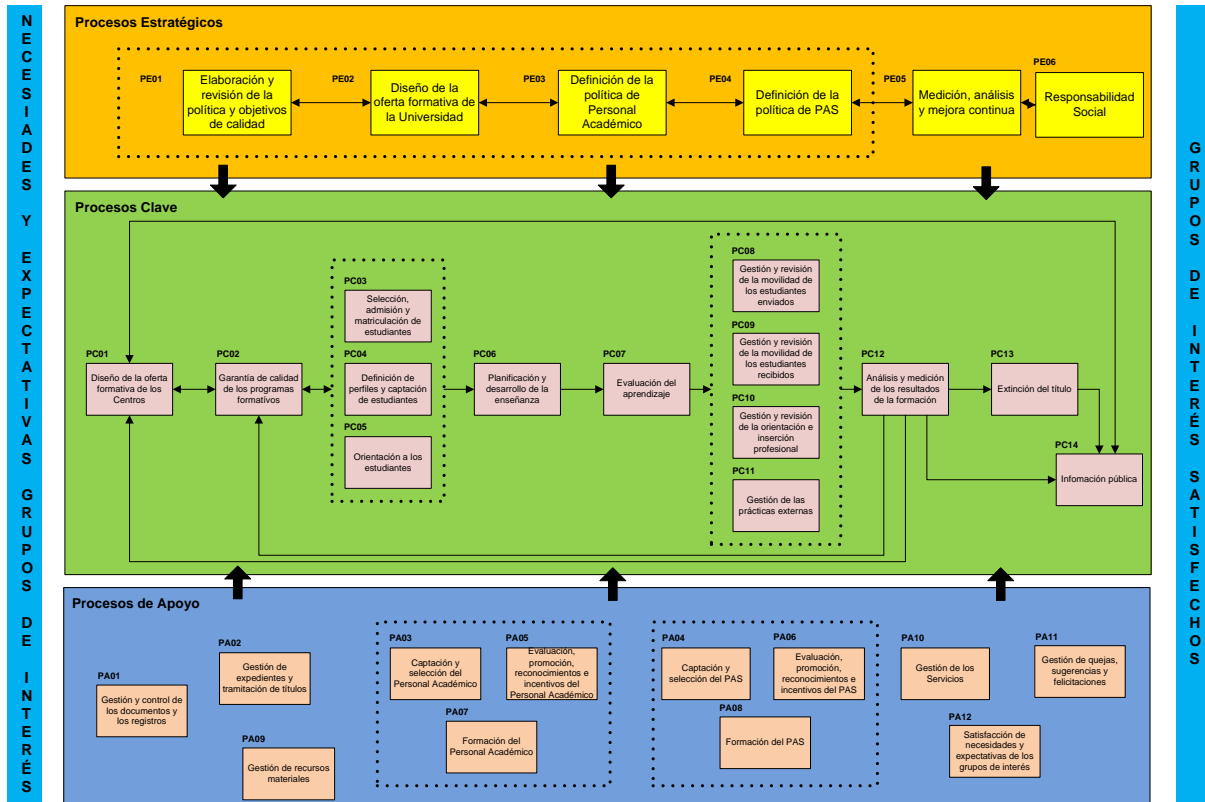 NECESIADES Y EXPECTATIVAS GRUPOS DE INTERÉS
Procesos Estratégicos
PE01
Elaboración y
revisión de la
política y objetivos
de calidad
PE02
Diseño de la
oferta formativa de
la Universidad
PE03
Definición de la
política de
Personal
Académico
PE04
Definición de la
política de PAS
PE05
Medición, análisis
y mejora continua
PE06
Responsabilidad
Social
Procesos Clave
PC01
Diseño de la oferta
formativa de los
Centros
PC02
Garantía de calidad
de los programas
formativos
PC03
Selección,
admisión y
matriculación de
estudiantes
PC04
Definición de
perfiles y captación
de estudiantes
PC05
Orientación a los
estudiantes
PC06
Planificación y
desarrollo de la
enseñanza
PC07
Evaluación del
aprendizaje
PC08
Gestión y revisión
de la movilidad de
los estudiantes
enviados
PC09
Gestión y revisión
de la movilidad de
los estudiantes
recibidos
PC10
Gestión y revisión
de la orientación e
inserción
profesional
PC11
Gestión de las
prácticas externas
PC12
Análisis y medición
de los resultados
de la formación
PC13
Extinción del título
PC14
Infomación pública
Procesos de Apoyo
PA01
Gestión y control de
los documentos y
los registros
PA02
Gestión de
expedientes y
tramitación de títulos
PA09
Gestión de recursos
materiales
PA03
Captación y
selección del
Personal Académico
PA05
Evaluación,
promoción,
reconocimientos e
incentivos del
Personal Académico
PA07
Formación del
Personal Académico
PA04
Captación y
selección del PAS
PA06
Evaluación,
promoción,
reconocimientos e
incentivos del PAS
PA08
Formación del PAS
PA10
Gestión de los
Servicios
PA11
Gestión de quejas,
sugerencias y
felicitaciones
PA12
Satisfacción de
necesidades y
expectativas de los
grupos de interés
GRUPOS DE INTERÉS SATISFECHOS